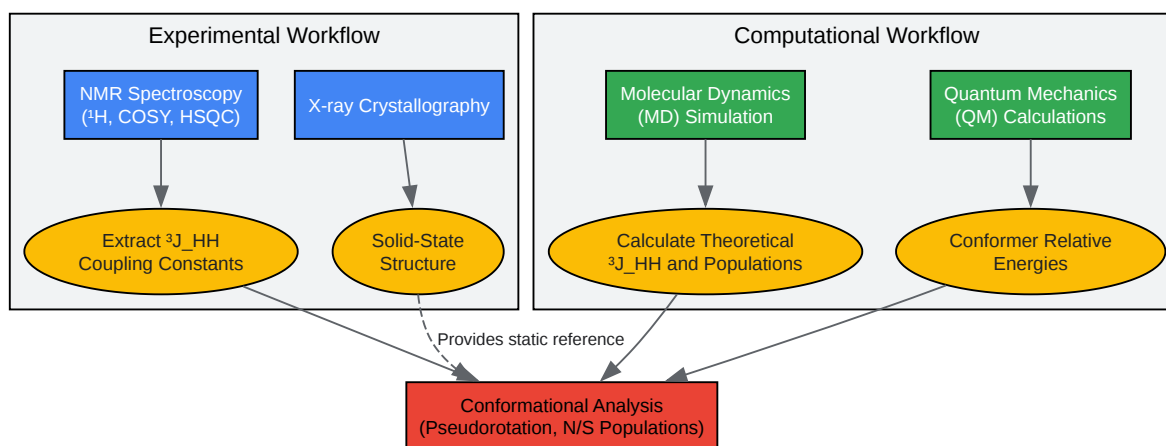 Experimental Workflow
Computational Workflow
NMR Spectroscopy
(¹H, COSY, HSQC)
X-ray Crystallography
Molecular Dynamics
(MD) Simulation
Quantum Mechanics
(QM) Calculations
Extract ³J_HH
Coupling Constants
Solid-State
Structure
Calculate Theoretical
³J_HH and Populations
Conformer Relative
Energies
Provides static reference
Conformational Analysis
(Pseudorotation, N/S Populations)